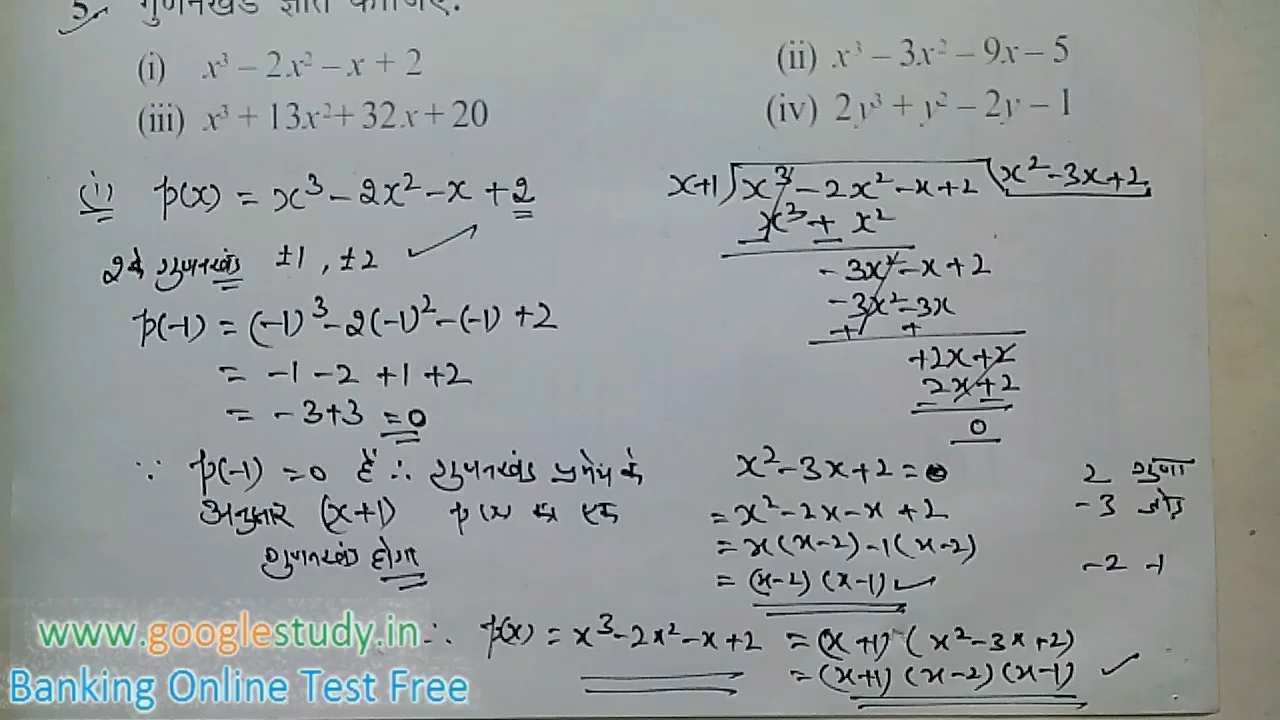 5. गुणनखंड ज्ञात कीजिए:
(i) x³ – 2x² – x + 2
(ii) x³ – 3x² – 9x – 5
(iii) x³ + 13x² + 32x + 20
(iv) 2y³ + y² – 2y – 1
(i) p(x) = x³ - 2x² - x + 2
2 के गुणनखंड ±1, ±2
p(-1) = (-1)³ - 2(-1)² - (-1) + 2
= -1 - 2 + 1 + 2
= -3+3 = 0
∵ p(-1) = 0 है ∴ गुणनखंड प्रमेय के
अनुसार (x+1) p(x) का एक
गुणनखंड होगा
x+1 ) x³ - 2x² - x + 2 ( x² - 3x + 2
x³ + x²
- 3x² - x + 2
- 3x² - 3x
+ +
+2x + 2
2x + 2
0
x² - 3x + 2 = 0
= x² - 2x - x + 2
= x(x-2) - 1(x-2)
= (x-2) (x-1)
2 गुणा
-3 जोड़
-2 -1
∴ p(x) = x³ - 2x² - x + 2 = (x+1) (x² - 3x + 2)
= (x+1) (x-2) (x-1)
www.googlestudy.in
Banking Online Test Free